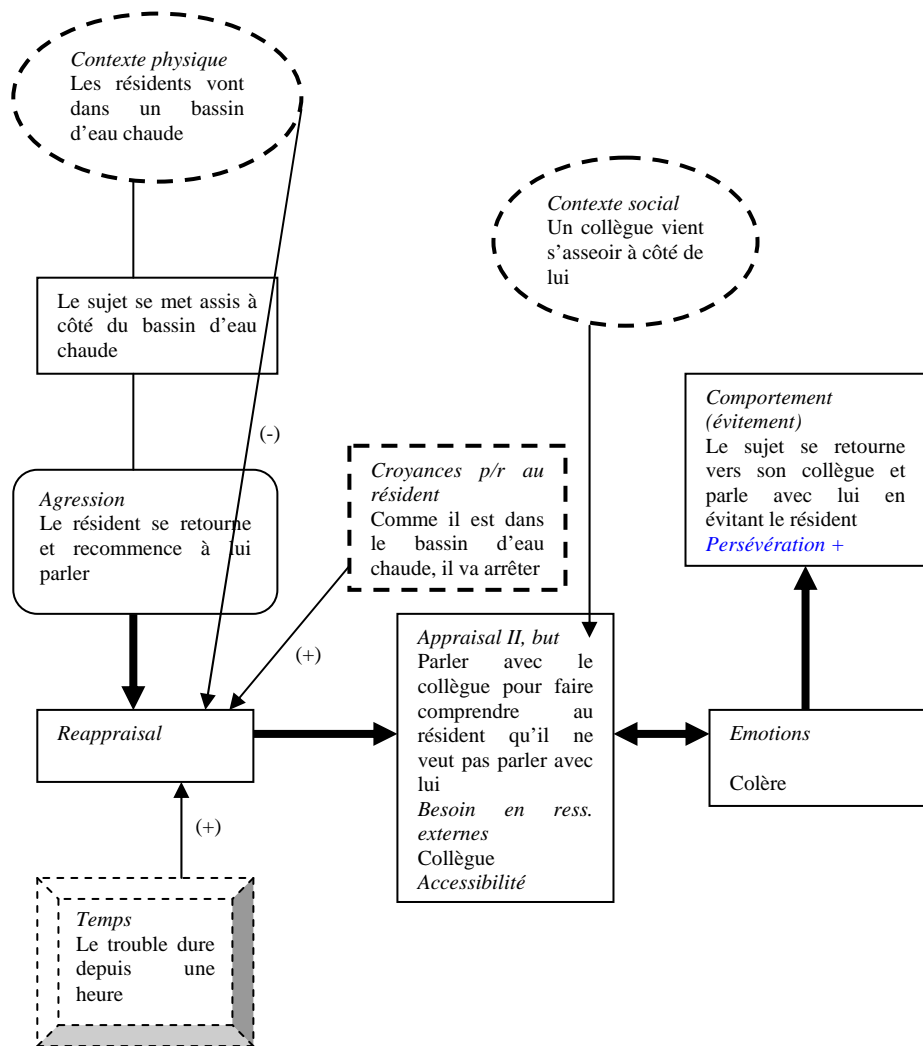 Contexte physique
Les résidents vont
dans un bassin
d'eau chaude
Contexte social
Un collègue vient
s'asseoir à côté de
lui
Le sujet se met assis à
côté du bassin d'eau
chaude
(-)
Comportement
(évitement)
Le sujet se retourne
vers son collègue et
parle avec lui en
évitant le résident
Persévération +
Croyances p/r au
résident
Comme il est dans
le bassin d'eau
chaude, il va arrêter
Agression
Le résident se retourne
et recommence à lui
parler
(+)
Appraisal II, but
Parler avec le
collègue pour faire
comprendre au
résident qu'il ne
veut pas parler avec
lui
Besoin en ress.
externes
Collègue
Accessibilité
Reappraisal
Emotions
Colère
(+)
Temps
Le trouble dure
depuis une
heure